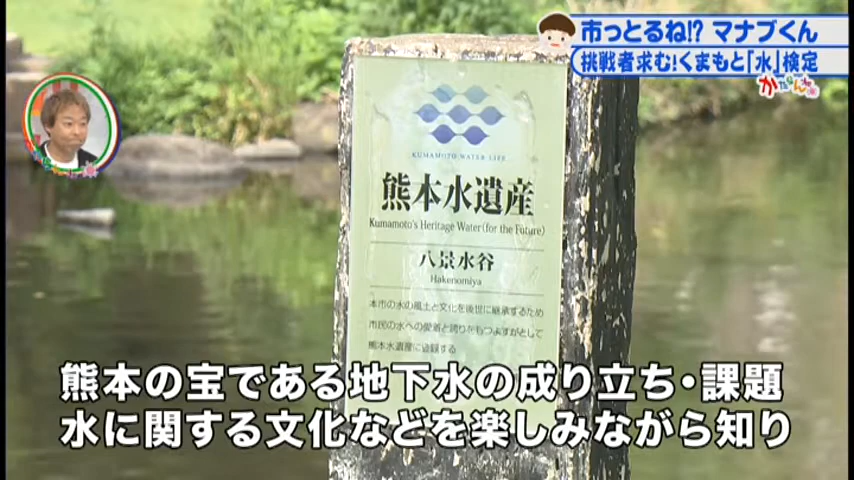 市っとるね!? マナブくん
挑戦者求む!くまもと「水」検定
KUMAMOTO WATER LIFE
熊本水遺産
Kumamoto's Heritage Water (for the Future)
八景水谷
Hakenomiya
本市の水の風土と文化を後世に継承するため
市民の水への愛着と誇りをもつよすがとして
熊本水遺産に登録する
熊本の宝である地下水の成り立ち・課題
水に関する文化などを楽しみながら知り